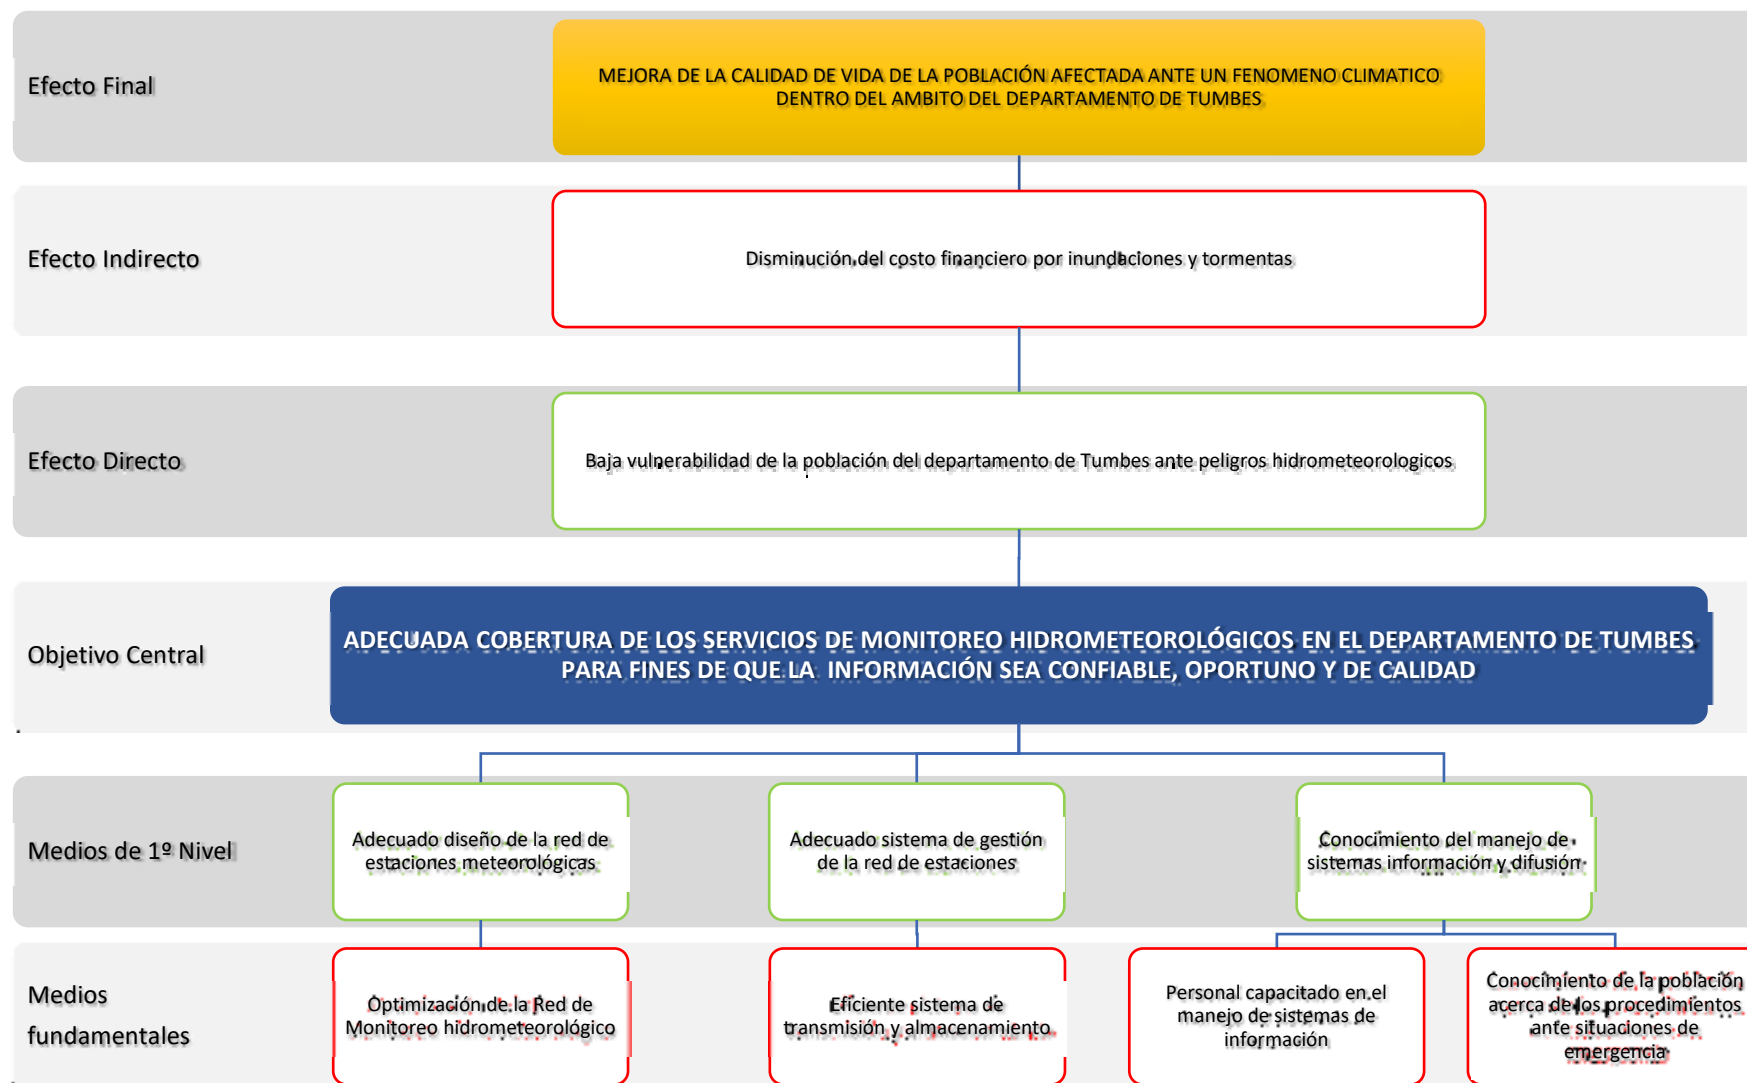 Efecto Final
MEJORA DE LA CALIDAD DE VIDA DE LA POBLACIÓN AFECTADA ANTE UN FENOMENO CLIMATICO
DENTRO DEL AMBITO DEL DEPARTAMENTO DE TUMBES
Efecto Indirecto
Disminución del costo financiero por inundaciones y tormentas
Efecto Directo
Baja vulnerabilidad de la población del departamento de Tumbes ante peligros hidrometeorologicos
Objetivo Central
ADECUADA COBERTURA DE LOS SERVICIOS DE MONITOREO HIDROMETEOROLÓGICOS EN EL DEPARTAMENTO DE TUMBES
PARA FINES DE QUE LA INFORMACIÓN SEA CONFIABLE, OPORTUNO Y DE CALIDAD
Medios de 1º Nivel
Adecuado diseño de la red de
estaciones meteorológicas
Adecuado sistema de gestión
de la red de estaciones
Conocimiento del manejo de
sistemas información y difusión
Medios
fundamentales
Optimización de la Red de
Monitoreo hidrometeorológico
Eficiente sistema de
transmisión y almacenamiento
Personal capacitado en el
manejo de sistemas de
información
Conocimiento de la población
acerca de los procedimientos
ante situaciones de
emergencia